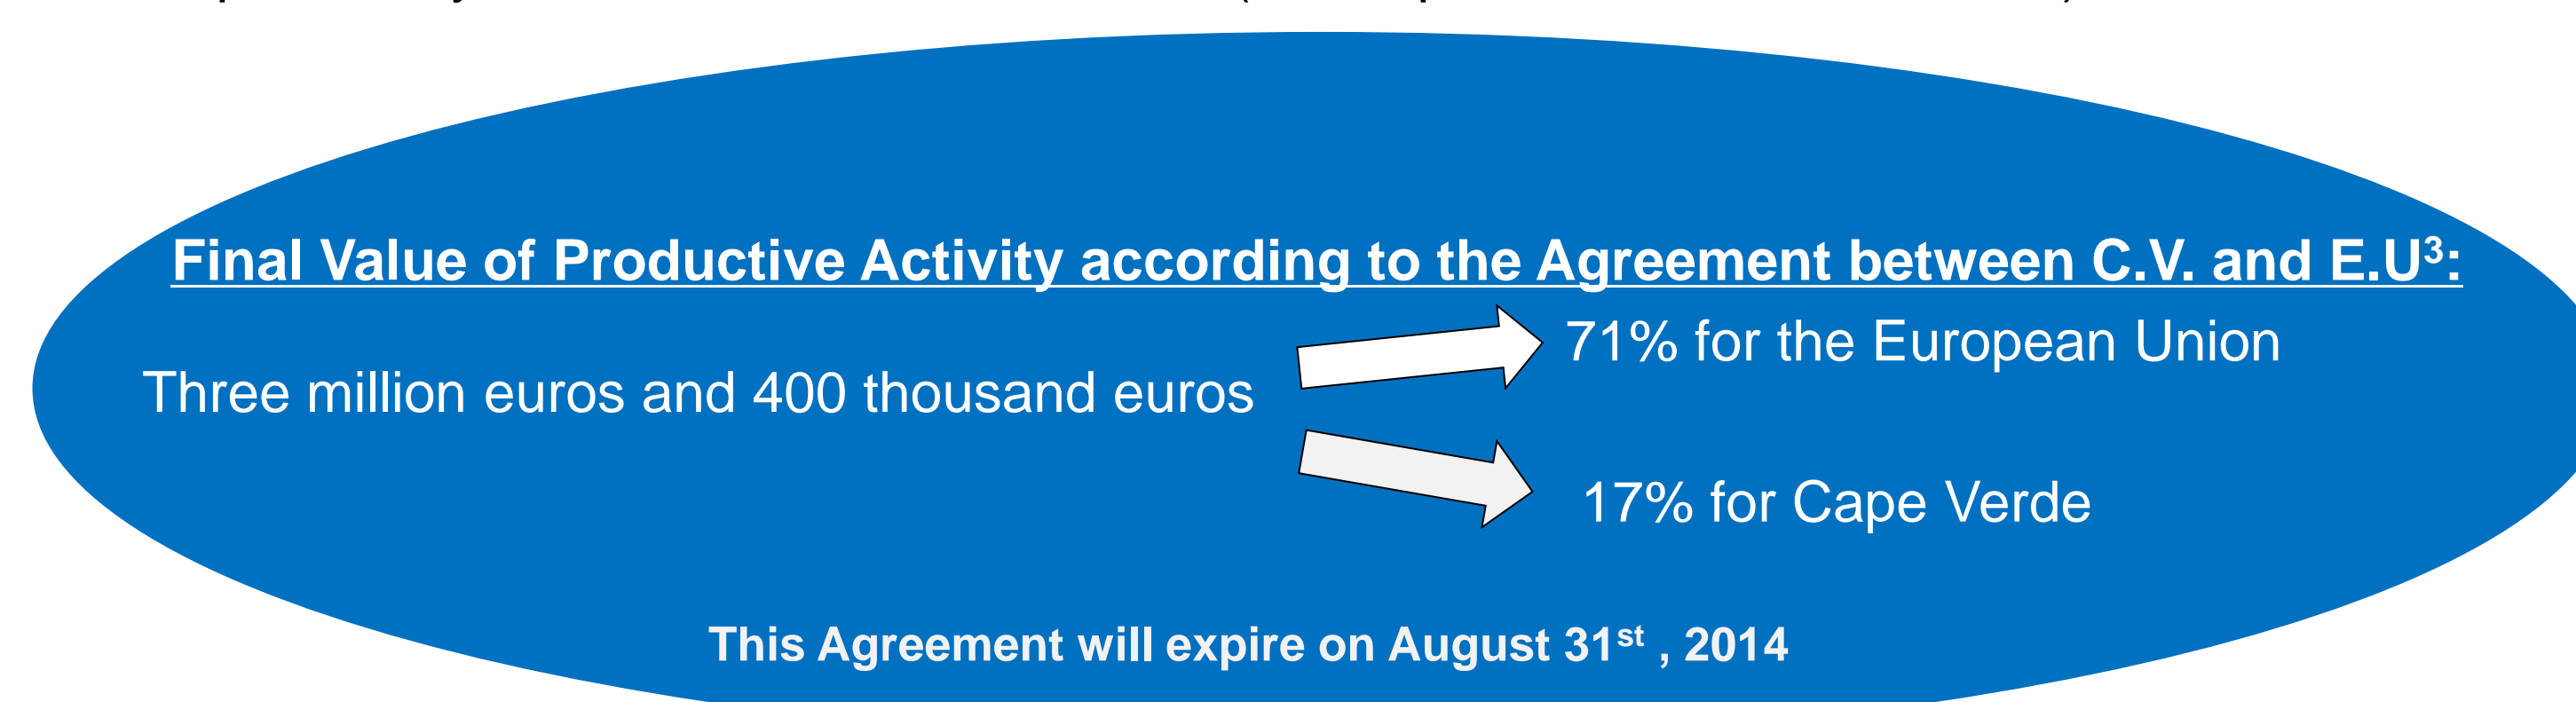 Final Value of Productive Activity according to the Agreement between C.V. and E.U³:
71% for the European Union
Three million euros and 400 thousand euros
17% for Cape Verde
This Agreement will expire on August 31ˢᵗ , 2014